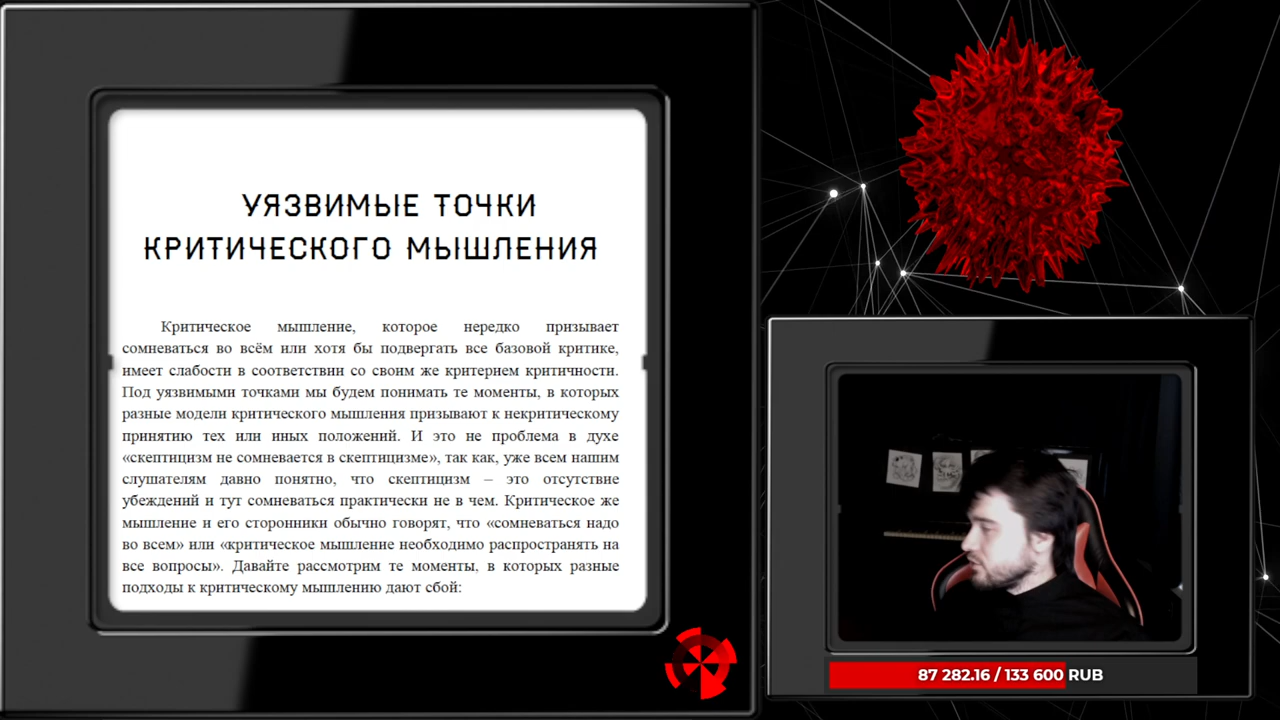 УЯЗВИМЫЕ ТОЧКИ
КРИТИЧЕСКОГО МЫШЛЕНИЯ
Критическое мышление, которое нередко призывает
сомневаться во всём или хотя бы подвергать все базовой критике,
имеет слабости в соответствии со своим же критерием критичности.
Под уязвимыми точками мы будем понимать те моменты, в которых
разные модели критического мышления призывают к некритическому
принятию тех или иных положений. И это не проблема в духе
«скептицизм не сомневается в скептицизме», так как, уже всем нашим
слушателям давно понятно, что скептицизм – это отсутствие
убеждений и тут сомневаться практически не в чем. Критическое же
мышление и его сторонники обычно говорят, что «сомневаться надо
во всем» или «критическое мышление необходимо распространять на
все вопросы». Давайте рассмотрим те моменты, в которых разные
подходы к критическому мышлению дают сбой:
87 282.16 / 133 600 RUB